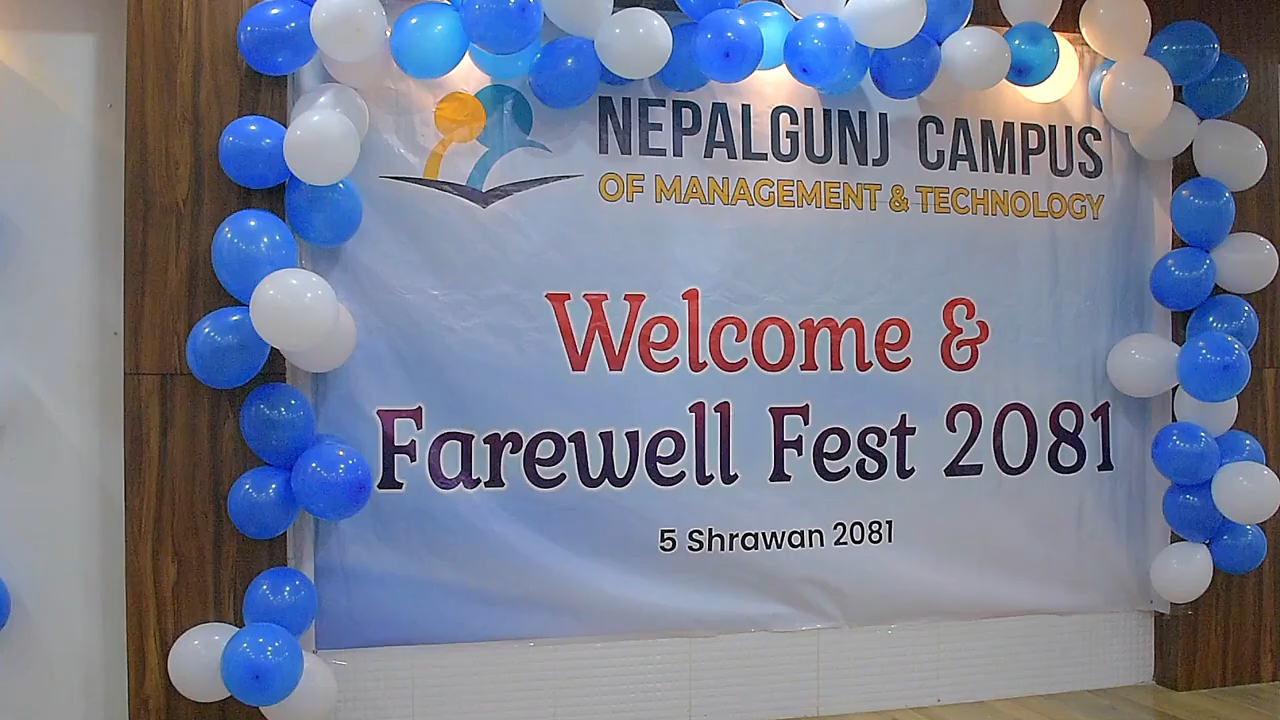 NEPALGUNJ CAMPUS
OF MANAGEMENT & TECHNOLOGY
Welcome &
Farewell Fest 2081
5 Shrawan 2081